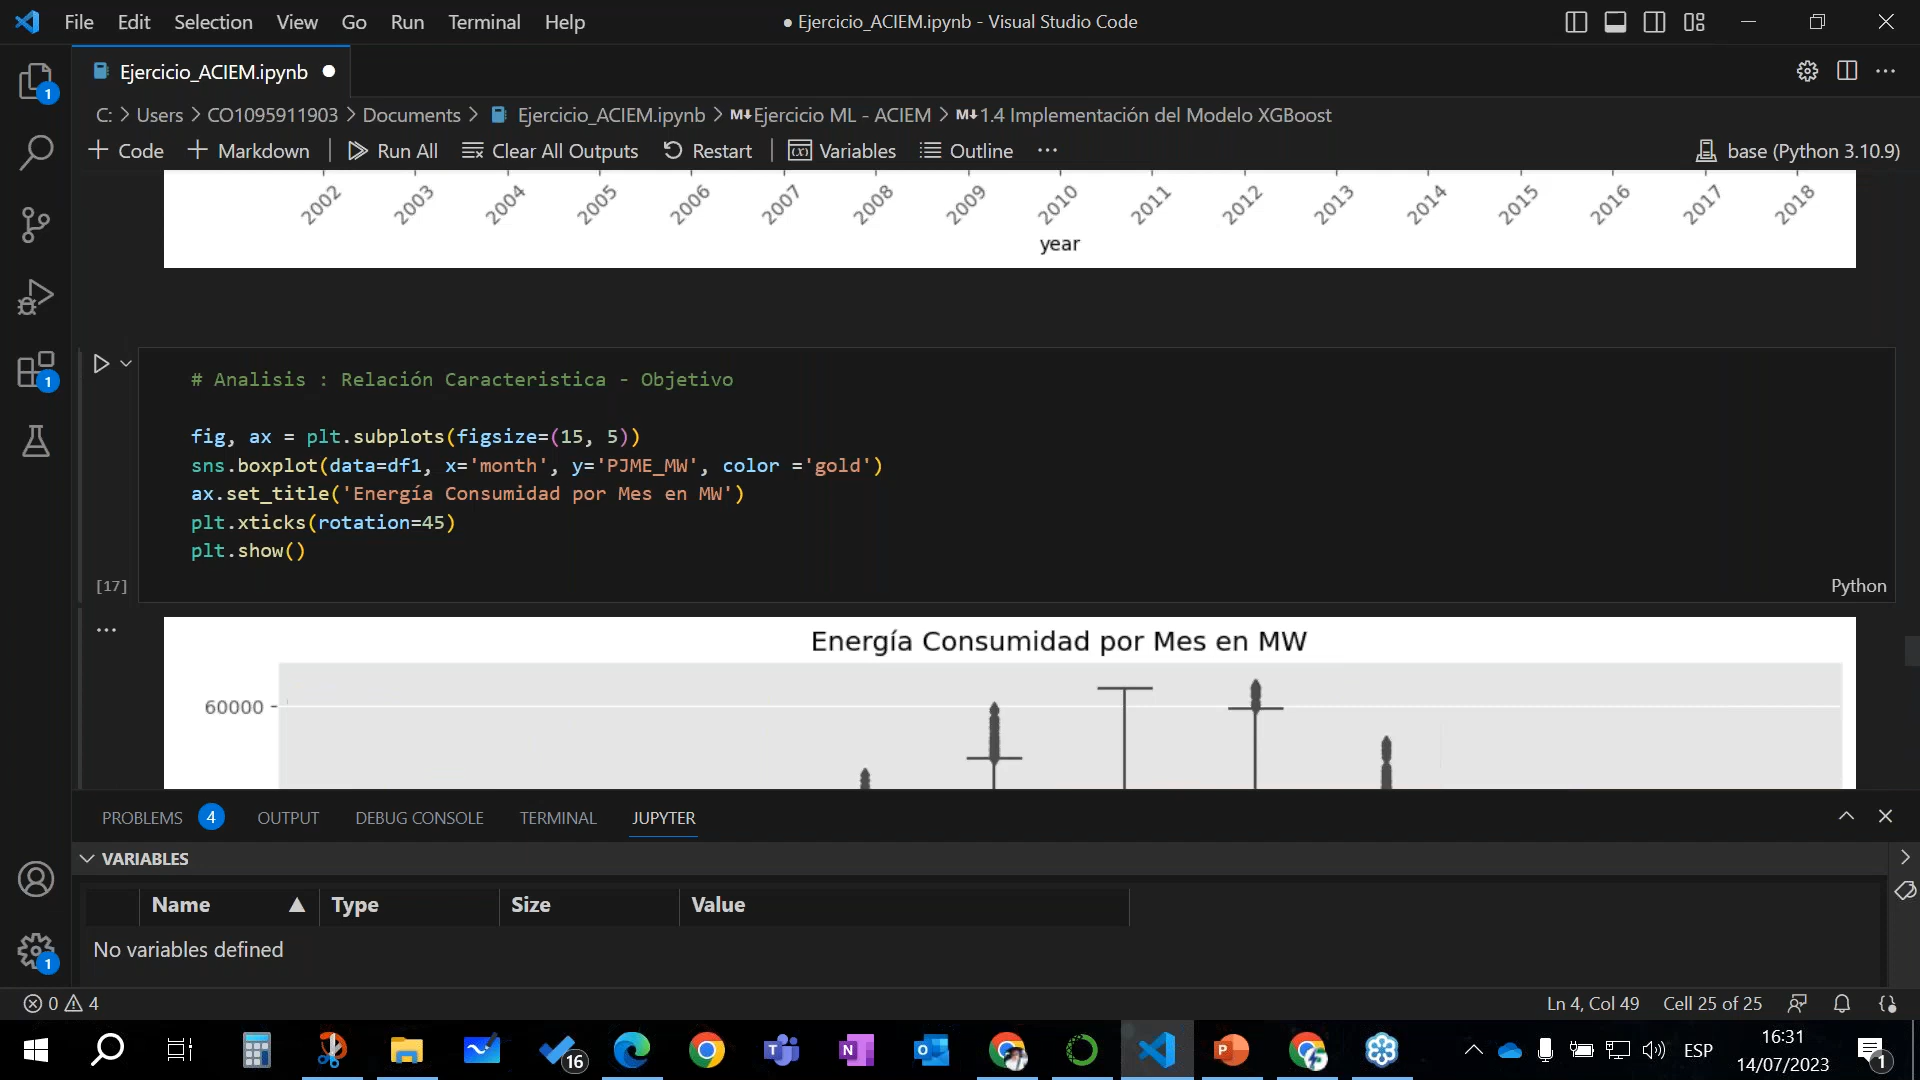 File Edit Selection View Go Run Terminal Help ● Ejercicio_ACIEM.ipynb - Visual Studio Code
Ejercicio_ACIEM.ipynb ●
C: > Users > CO1095911903 > Documents > Ejercicio_ACIEM.ipynb > M↓Ejercicio ML - ACIEM > M↓1.4 Implementación del Modelo XGBoost
+ Code + Markdown Run All Clear All Outputs Restart Variables Outline ··· base (Python 3.10.9)
2002 2003 2004 2005 2006 2007 2008 2009 2010 2011 2012 2013 2014 2015 2016 2017 2018
year
# Analisis : Relación Caracteristica - Objetivo
fig, ax = plt.subplots(figsize=(15, 5))
sns.boxplot(data=df1, x='month', y='PJME_MW', color ='gold')
ax.set_title('Energía Consumidad por Mes en MW')
plt.xticks(rotation=45)
plt.show()
[17] Python
Energía Consumidad por Mes en MW
60000
PROBLEMS 4 OUTPUT DEBUG CONSOLE TERMINAL JUPYTER
VARIABLES
Name Type Size Value
No variables defined
0 4 Ln 4, Col 49 Cell 25 of 25
16 ESP 16:31
14/07/2023 1